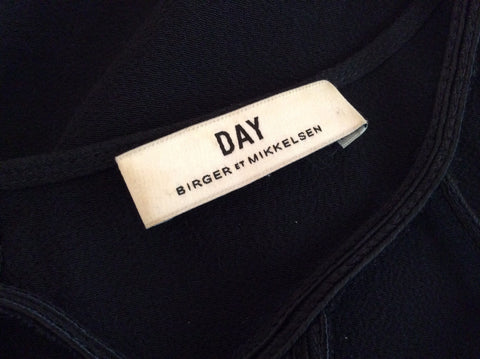 DAY
BIRGER ET MIKKELSEN